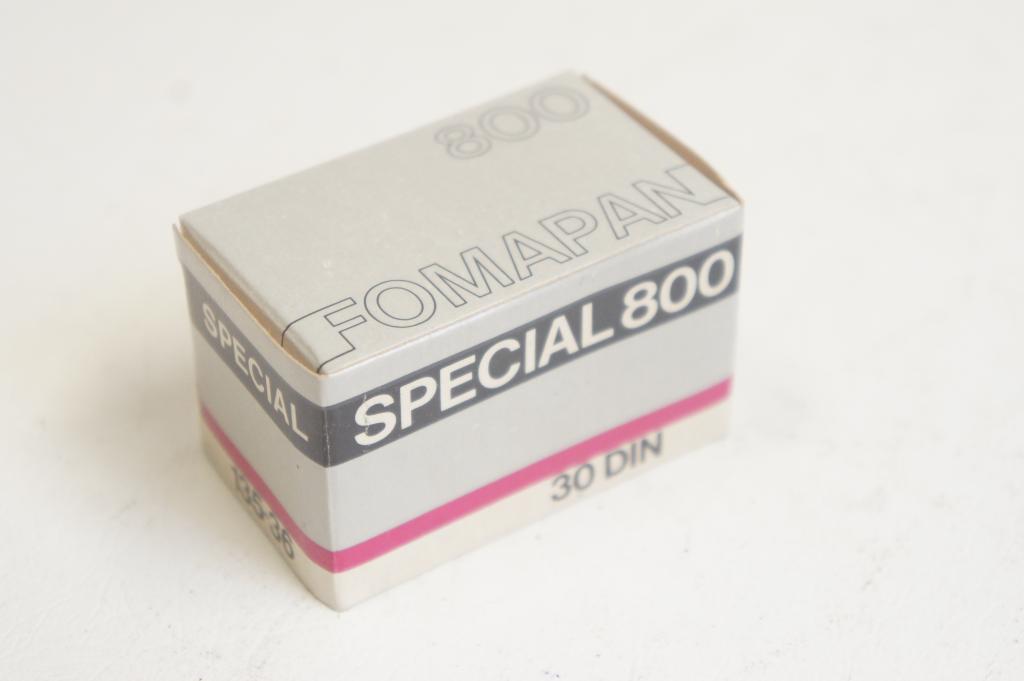 800
FOMAPAN
SPECIAL 800
30 DIN
SPECIAL
135-36